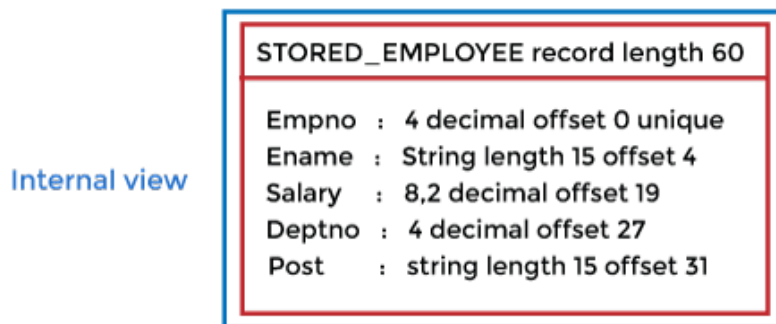 STORED_EMPLOYEE record length 60
Empno : 4 decimal offset 0 unique
Ename : String length 15 offset 4
Internal view
Salary : 8,2 decimal offset 19
Deptno : 4 decimal offset 27
Post : string length 15 offset 31